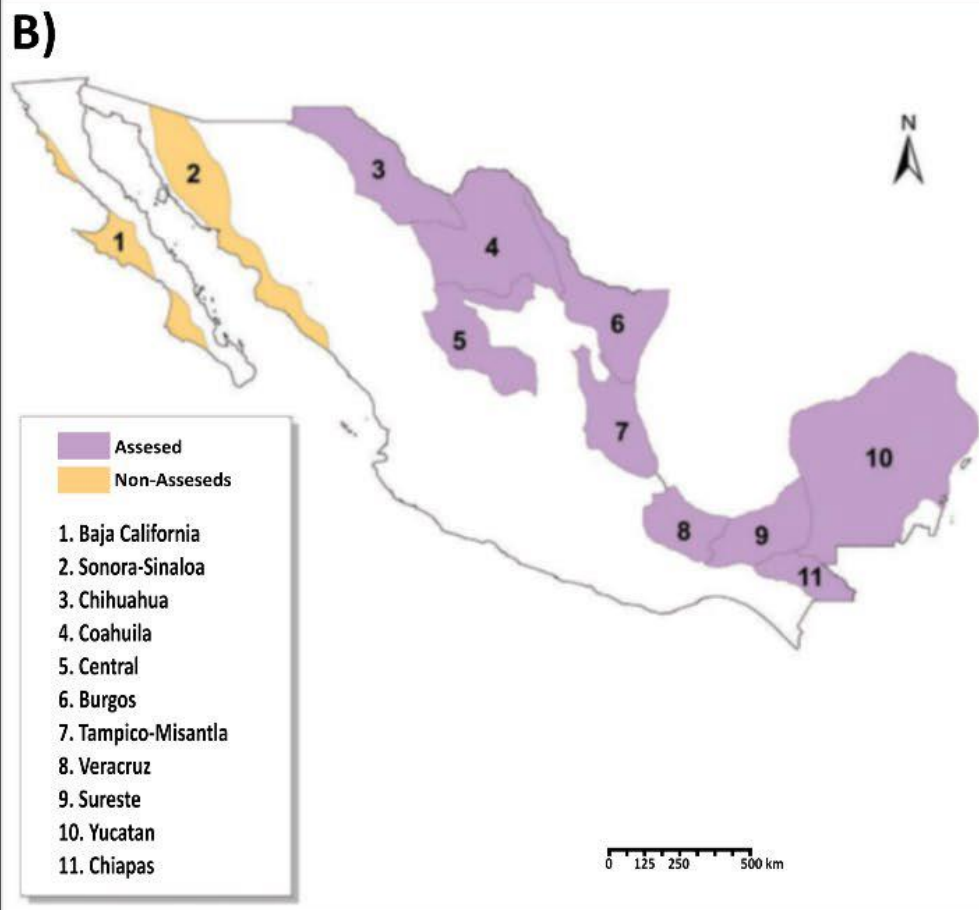 B)
N
3
2
4
1
6
5
7
10
8
9
11
Assesed
Non-Asseseds
1. Baja California
2. Sonora-Sinaloa
3. Chihuahua
4. Coahuila
5. Central
6. Burgos
7. Tampico-Misantla
8. Veracruz
9. Sureste
10. Yucatan
11. Chiapas
0 125 250 500 km